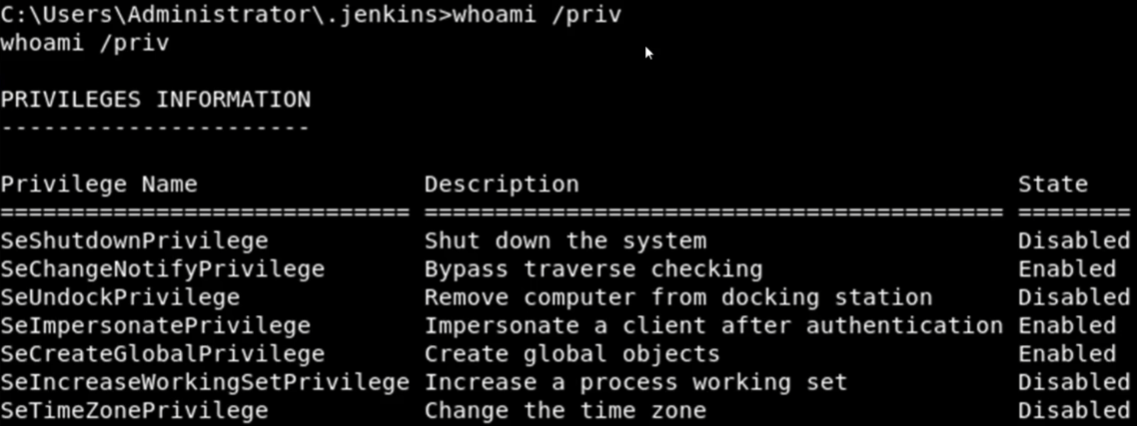 C:\Users\Administrator\.jenkins>whoami /priv
whoami /priv
PRIVILEGES INFORMATION
----------------------
Privilege Name                Description                               State
============================= ========================================= ========
SeShutdownPrivilege           Shut down the system                      Disabled
SeChangeNotifyPrivilege       Bypass traverse checking                  Enabled
SeUndockPrivilege             Remove computer from docking station      Disabled
SeImpersonatePrivilege        Impersonate a client after authentication Enabled
SeCreateGlobalPrivilege       Create global objects                     Enabled
SeIncreaseWorkingSetPrivilege Increase a process working set            Disabled
SeTimeZonePrivilege           Change the time zone                      Disabled